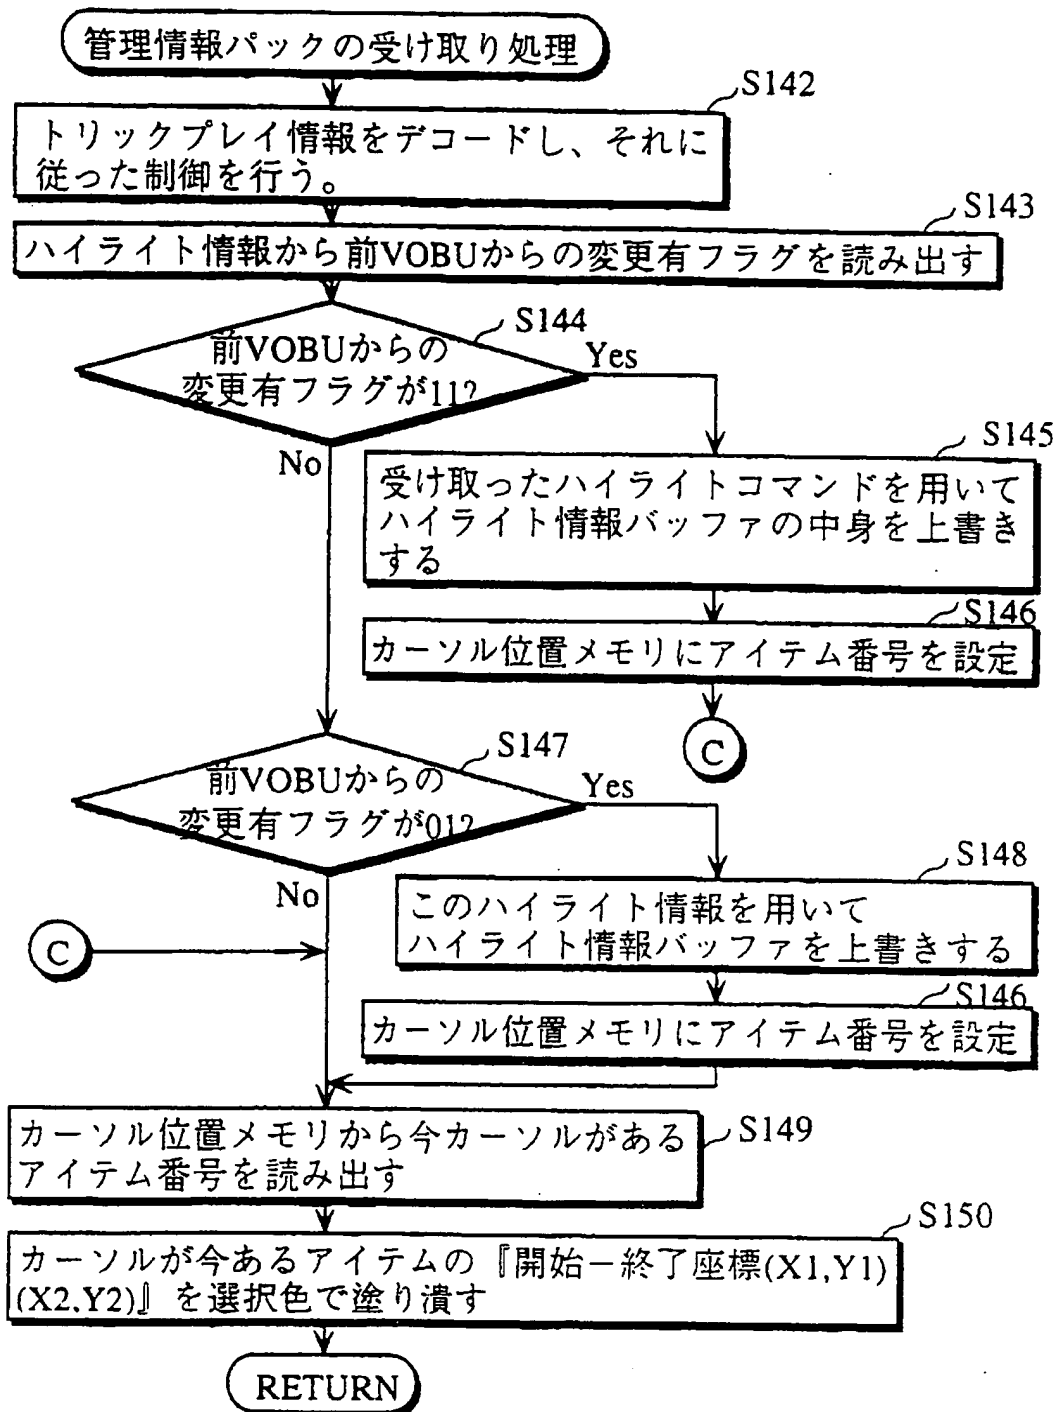 管理情報パックの受け取り処理
S142
トリックプレイ情報をデコードし、それに
従った制御を行う。
S143
ハイライト情報から前VOBUからの変更有フラグを読み出す
S144
前VOBUからの
変更有フラグが11?
Yes
No
S145
受け取ったハイライトコマンドを用いて
ハイライト情報バッファの中身を上書き
する
S146
カーソル位置メモリにアイテム番号を設定
C
S147
前VOBUからの
変更有フラグが01?
Yes
No
S148
このハイライト情報を用いて
ハイライト情報バッファを上書きする
C
S146
カーソル位置メモリにアイテム番号を設定
S149
カーソル位置メモリから今カーソルがある
アイテム番号を読み出す
S150
カーソルが今あるアイテムの『開始－終了座標(X1,Y1)
(X2,Y2)』を選択色で塗り潰す
RETURN